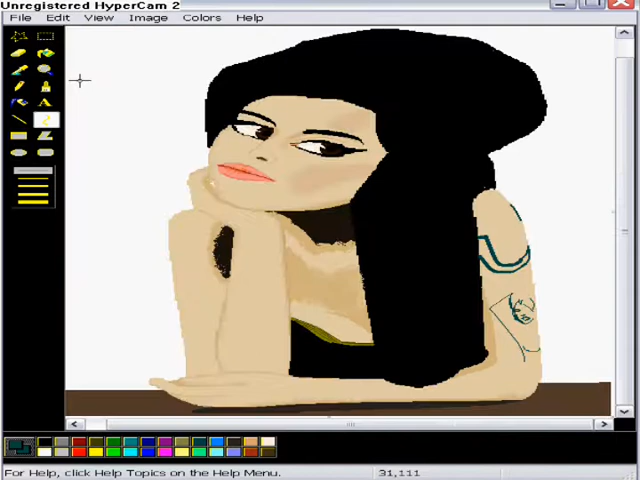 Unregistered HyperCam 2
File Edit View Image Colors Help
A
For Help, click Help Topics on the Help Menu.
31,111